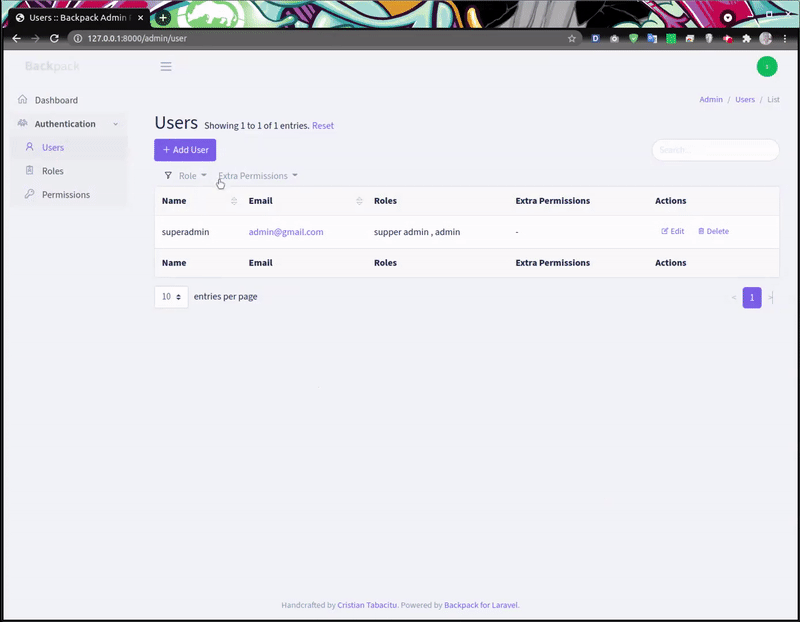 Users :: Backpack Admin
127.0.0.1:8000/admin/user
Backpack
Dashboard
Authentication
Users
Roles
Permissions
Admin / Users / List
Users Showing 1 to 1 of 1 entries. Reset
+ Add User
Search...
Role Extra Permissions
Name Email Roles Extra Permissions Actions
superadmin admin@gmail.com supper admin , admin - Edit Delete
Name Email Roles Extra Permissions Actions
10 entries per page
< 1 >
Handcrafted by Cristian Tabacitu. Powered by Backpack for Laravel.